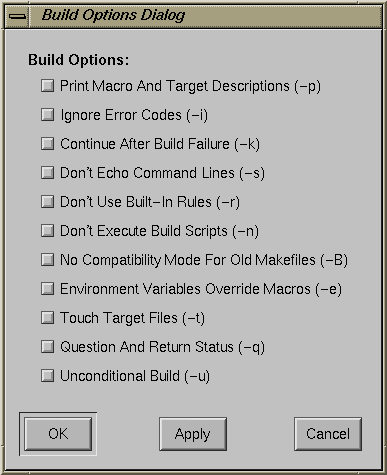 Build Options Dialog
Build Options:
Print Macro And Target Descriptions (-p)
Ignore Error Codes (-i)
Continue After Build Failure (-k)
Don't Echo Command Lines (-s)
Don't Use Built-In Rules (-r)
Don't Execute Build Scripts (-n)
No Compatibility Mode For Old Makefiles (-B)
Environment Variables Override Macros (-e)
Touch Target Files (-t)
Question And Return Status (-q)
Unconditional Build (-u)
OK Apply Cancel